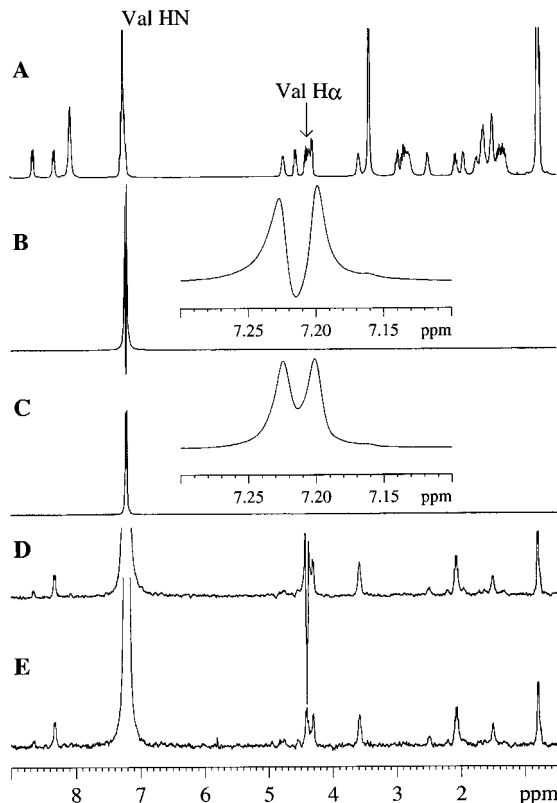 Val HN
A
Val Hα
B
7.25 7.20 7.15 ppm
C
7.25 7.20 7.15 ppm
D
E
8 7 6 5 4 3 2 ppm